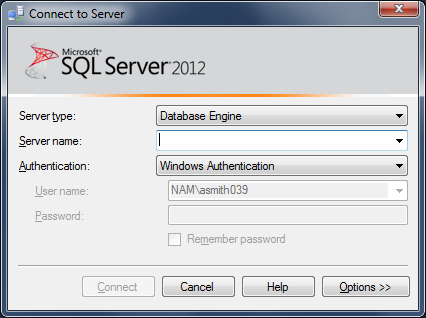 Connect to Server
Microsoft
SQL Server 2012
Server type: Database Engine
Server name:
Authentication: Windows Authentication
User name: NAM\asmith039
Password:
Remember password
Connect Cancel Help Options >>